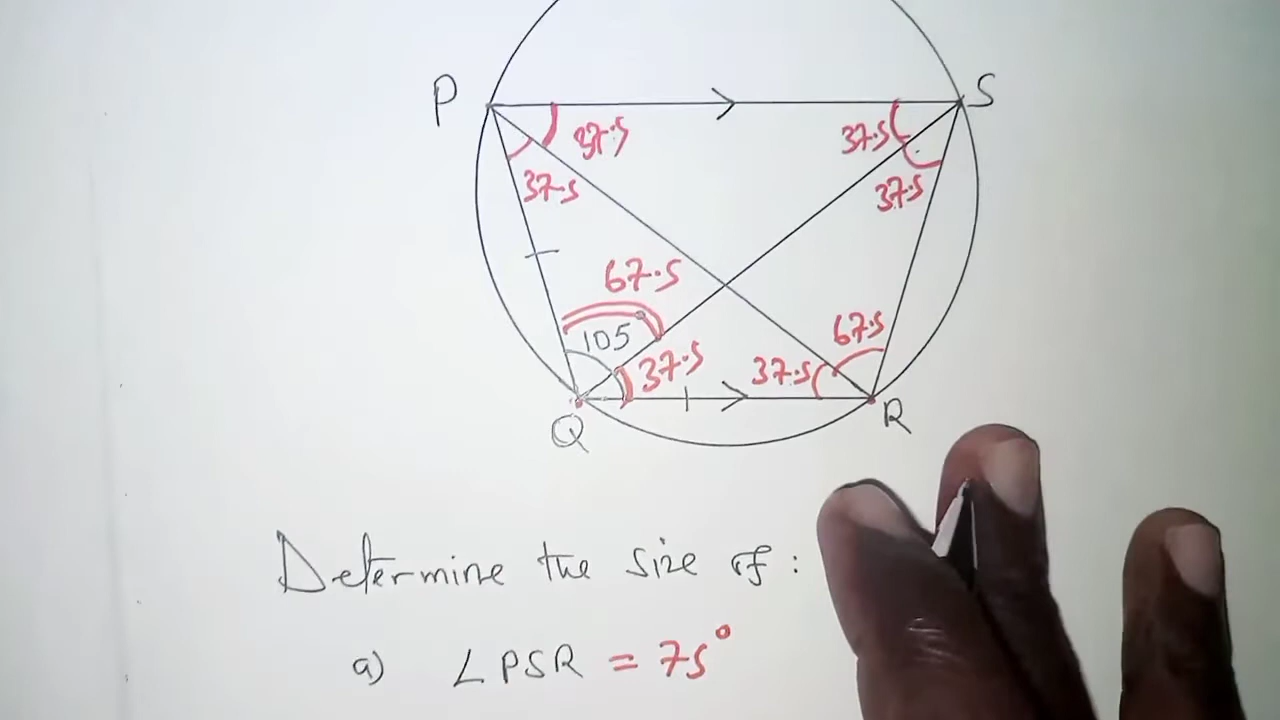 P S
37.5 37.5
37.5 37.5
67.5
105 67.5
37.5 37.5
Q R
Determine the size of :
a) ∠PSR = 75°